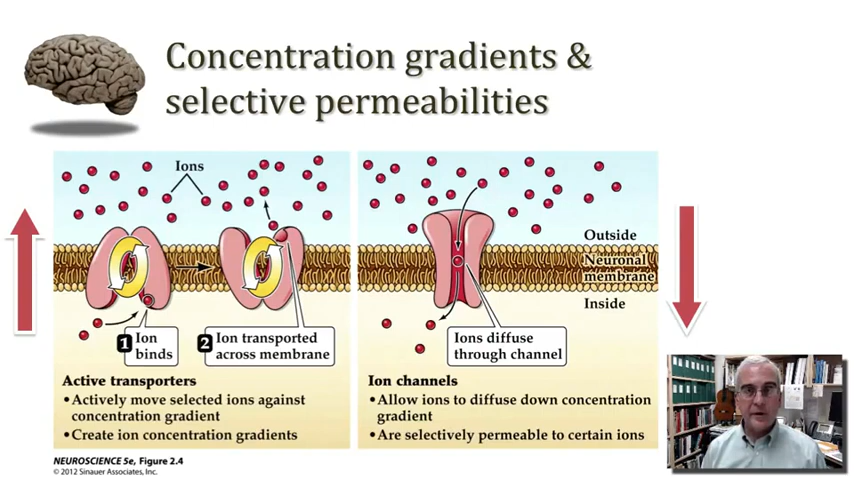 Concentration gradients &
selective permeabilities
Ions
1 Ion
binds
2 Ion transported
across membrane
Active transporters
•Actively move selected ions against
concentration gradient
•Create ion concentration gradients
Outside
Neuronal
membrane
Inside
Ions diffuse
through channel
Ion channels
•Allow ions to diffuse down concentration
gradient
•Are selectively permeable to certain ions
NEUROSCIENCE 5e, Figure 2.4
© 2012 Sinauer Associates, Inc.